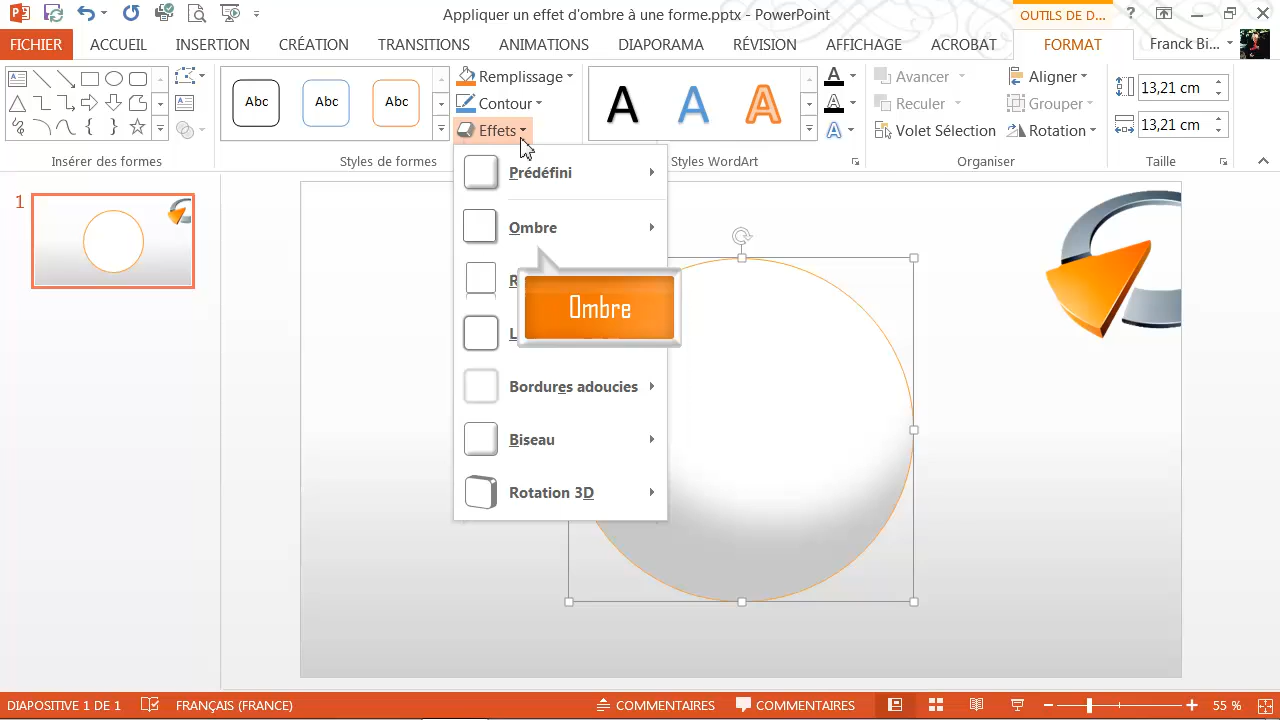 Appliquer un effet d'ombre à une forme.pptx - PowerPoint
OUTILS DE D...
?
FICHIER
ACCUEIL
INSERTION
CRÉATION
TRANSITIONS
ANIMATIONS
DIAPORAMA
RÉVISION
AFFICHAGE
ACROBAT
FORMAT
Franck Bi...
Abc
Abc
Abc
Remplissage
Contour
Effets
A
A
A
A
A
A
Avancer
Reculer
Volet Sélection
Aligner
Grouper
Rotation
13,21 cm
13,21 cm
Insérer des formes
Styles de formes
Styles WordArt
Organiser
Taille
1
Prédéfini
Ombre
R
L
Ombre
Bordures adoucies
Biseau
Rotation 3D
DIAPOSITIVE 1 DE 1
FRANÇAIS (FRANCE)
COMMENTAIRES
COMMENTAIRES
55 %